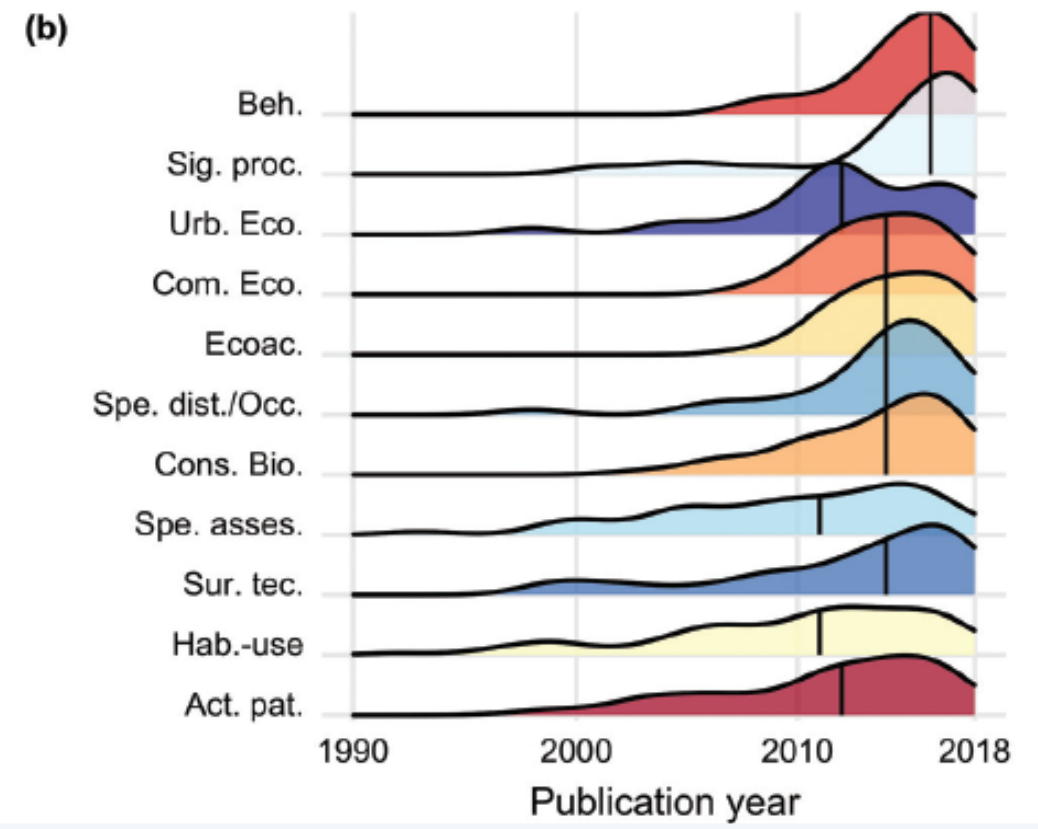 (b)
Beh.
Sig. proc.
Urb. Eco.
Com. Eco.
Ecoac.
Spe. dist./Occ.
Cons. Bio.
Spe. asses.
Sur. tec.
Hab.-use
Act. pat.
1990 2000 2010 2018
Publication year